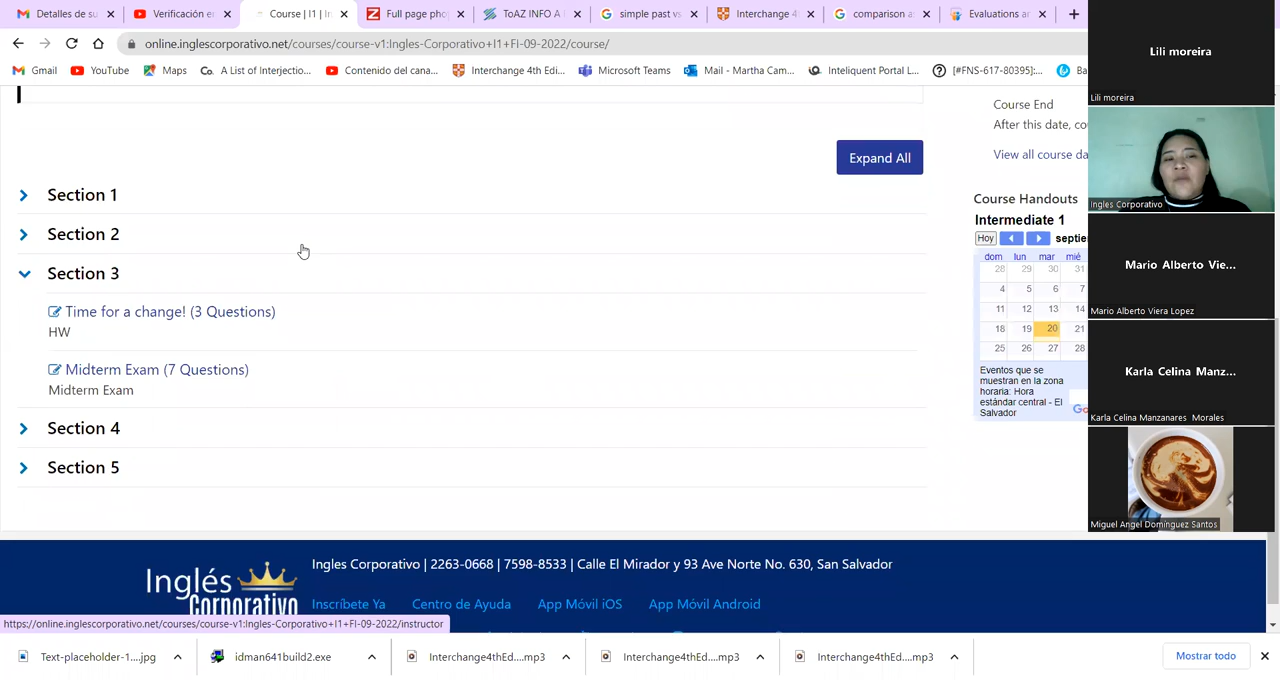 Detalles de su
Verificación e
Course | I1 | I
Full page pho
ToAZ INFO A
simple past vs
Interchange 4
comparison a
Evaluations a
online.inglescorporativo.net/courses/course-v1:Ingles-Corporativo+I1+FI-09-2022/course/
Gmail
YouTube
Maps
A List of Interjectio...
Contenido del cana...
Interchange 4th Edi...
Microsoft Teams
Mail - Martha Cam...
Inteliquent Portal L...
[#FNS-617-80395]:...
Ba
Course End
After this date, co
View all course da
Expand All
Section 1
Section 2
Section 3
Time for a change! (3 Questions)
HW
Midterm Exam (7 Questions)
Midterm Exam
Section 4
Section 5
Course Handouts
Intermediate 1
Hoy septie
dom lun mar mié
28 29 30 31
4 5 6 7
11 12 13 14
18 19 20 21
25 26 27 28
Eventos que se
muestran en la zona
horaria: Hora
estándar central - El
Salvador
Go
Lili moreira
Lili moreira
Ingles Corporativo
Mario Alberto Vie...
Mario Alberto Viera Lopez
Karla Celina Manz...
Karla Celina Manzanares Morales
Miguel Angel Dominguez Santos
Inglés
Corporativo
Ingles Corporativo | 2263-0668 | 7598-8533 | Calle El Mirador y 93 Ave Norte No. 630, San Salvador
Inscríbete Ya
Centro de Ayuda
App Móvil iOS
App Móvil Android
https://online.inglescorporativo.net/courses/course-v1:Ingles-Corporativo+I1+FI-09-2022/instructor
Text-placeholder-1....jpg
idman641build2.exe
Interchange4thEd....mp3
Interchange4thEd....mp3
Interchange4thEd....mp3
Mostrar todo